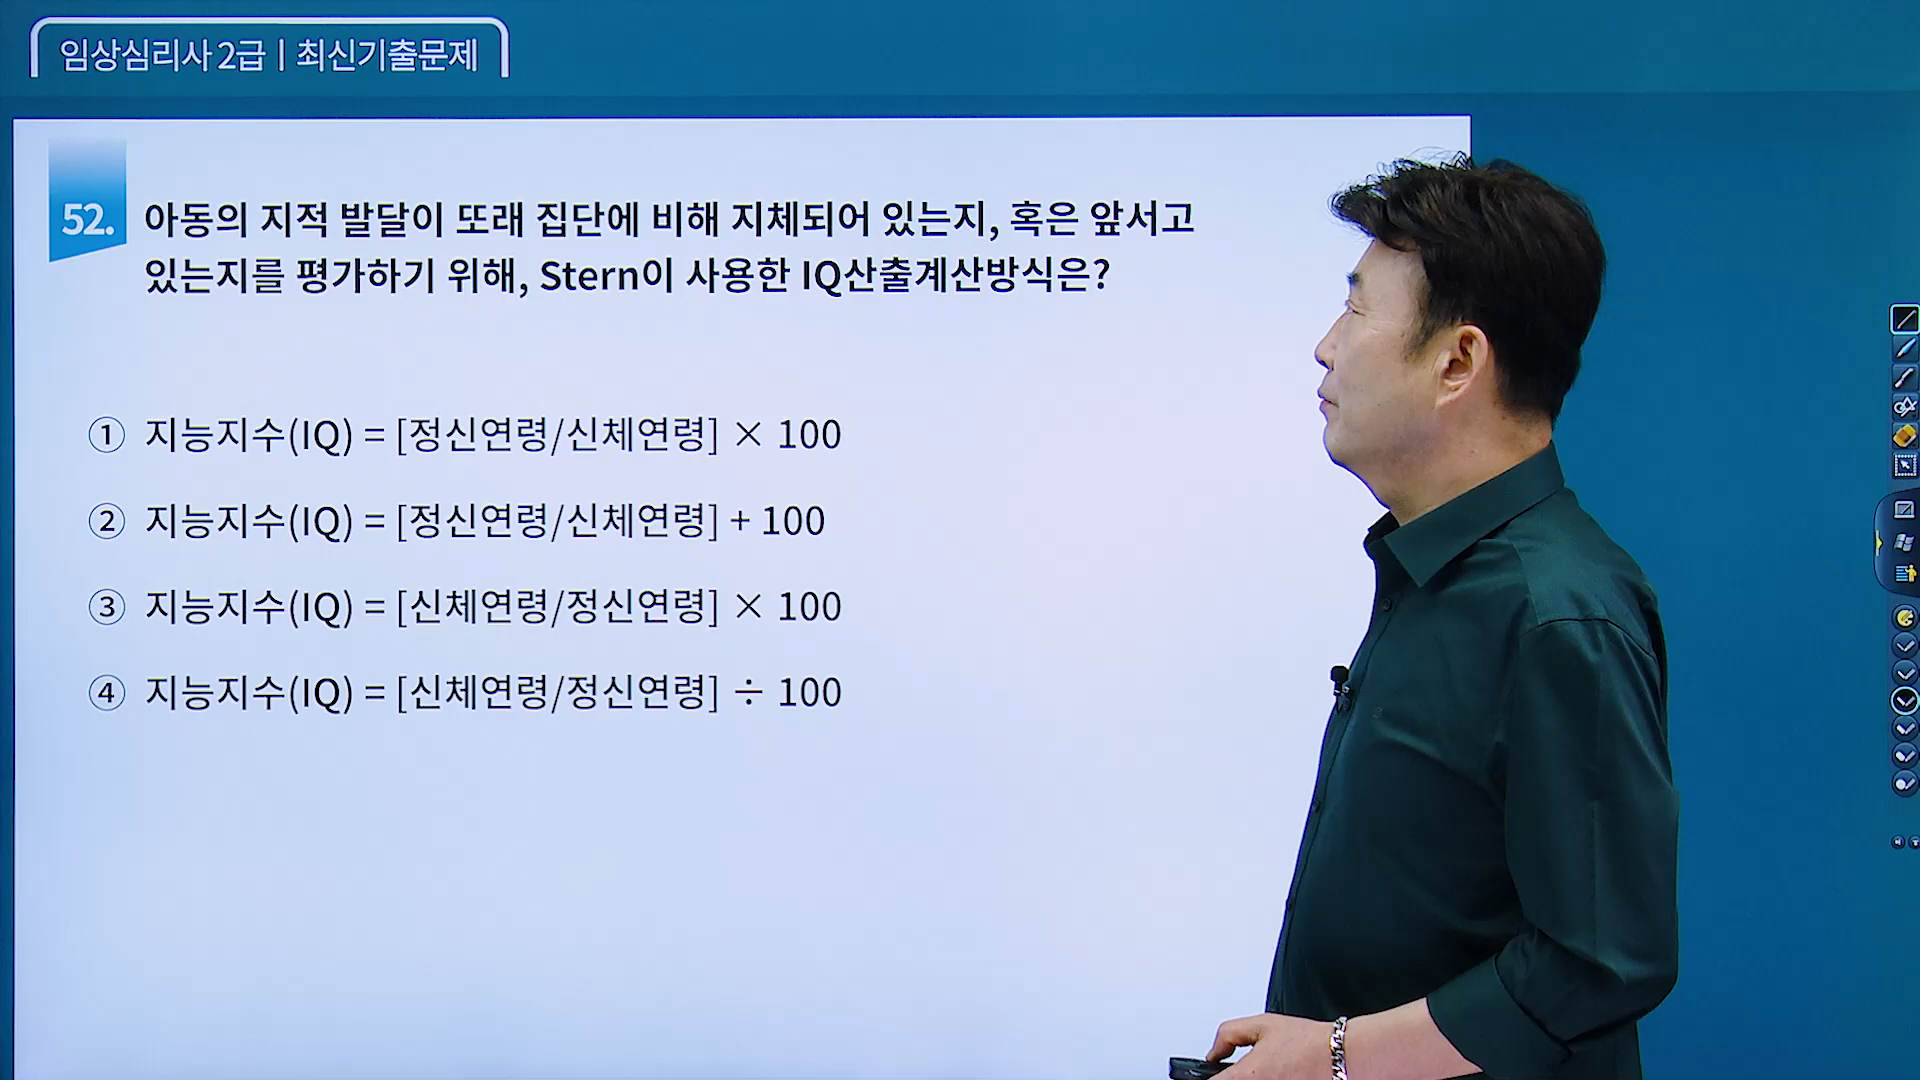 임상심리사 2급 | 최신기출문제
52. 아동의 지적 발달이 또래 집단에 비해 지체되어 있는지, 혹은 앞서고
있는지를 평가하기 위해, Stern이 사용한 IQ산출계산방식은?
① 지능지수(IQ) = [정신연령/신체연령] × 100
② 지능지수(IQ) = [정신연령/신체연령] + 100
③ 지능지수(IQ) = [신체연령/정신연령] × 100
④ 지능지수(IQ) = [신체연령/정신연령] ÷ 100